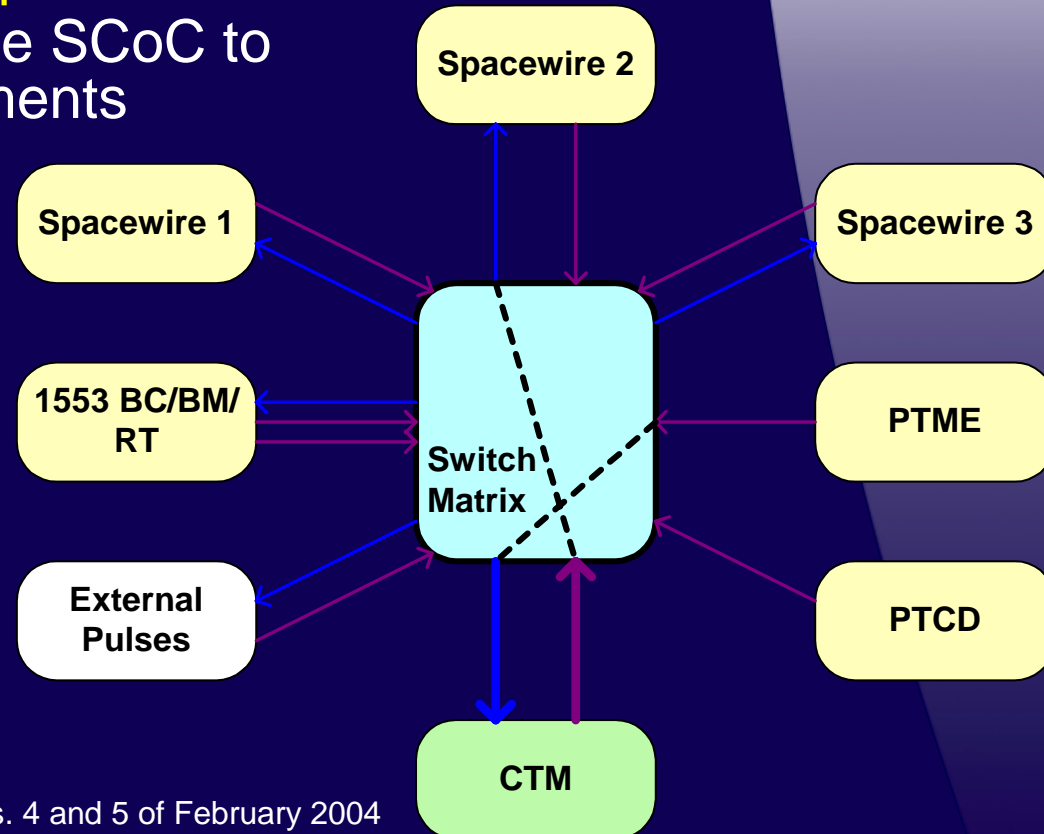 e SCoC to
ents
Spacewire 2
Spacewire 1
Spacewire 3
1553 BC/BM/
RT
PTME
Switch
Matrix
External
Pulses
PTCD
CTM
s. 4 and 5 of February 2004